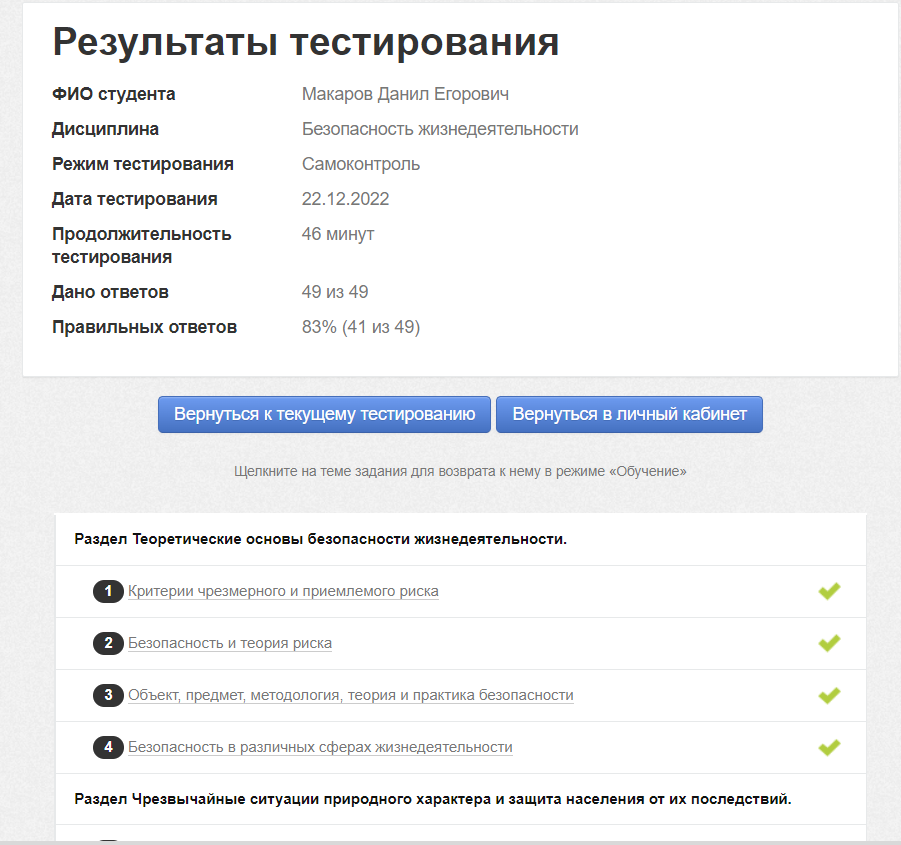 Результаты тестирования
ФИО студента Макаров Данил Егорович
Дисциплина Безопасность жизнедеятельности
Режим тестирования Самоконтроль
Дата тестирования 22.12.2022
Продолжительность 46 минут
тестирования
Дано ответов 49 из 49
Правильных ответов 83% (41 из 49)
Вернуться к текущему тестированию Вернуться в личный кабинет
Щелкните на теме задания для возврата к нему в режиме «Обучение»
Раздел Теоретические основы безопасности жизнедеятельности.
1 Критерии чрезмерного и приемлемого риска
2 Безопасность и теория риска
3 Объект, предмет, методология, теория и практика безопасности
4 Безопасность в различных сферах жизнедеятельности
Раздел Чрезвычайные ситуации природного характера и защита населения от их последствий.